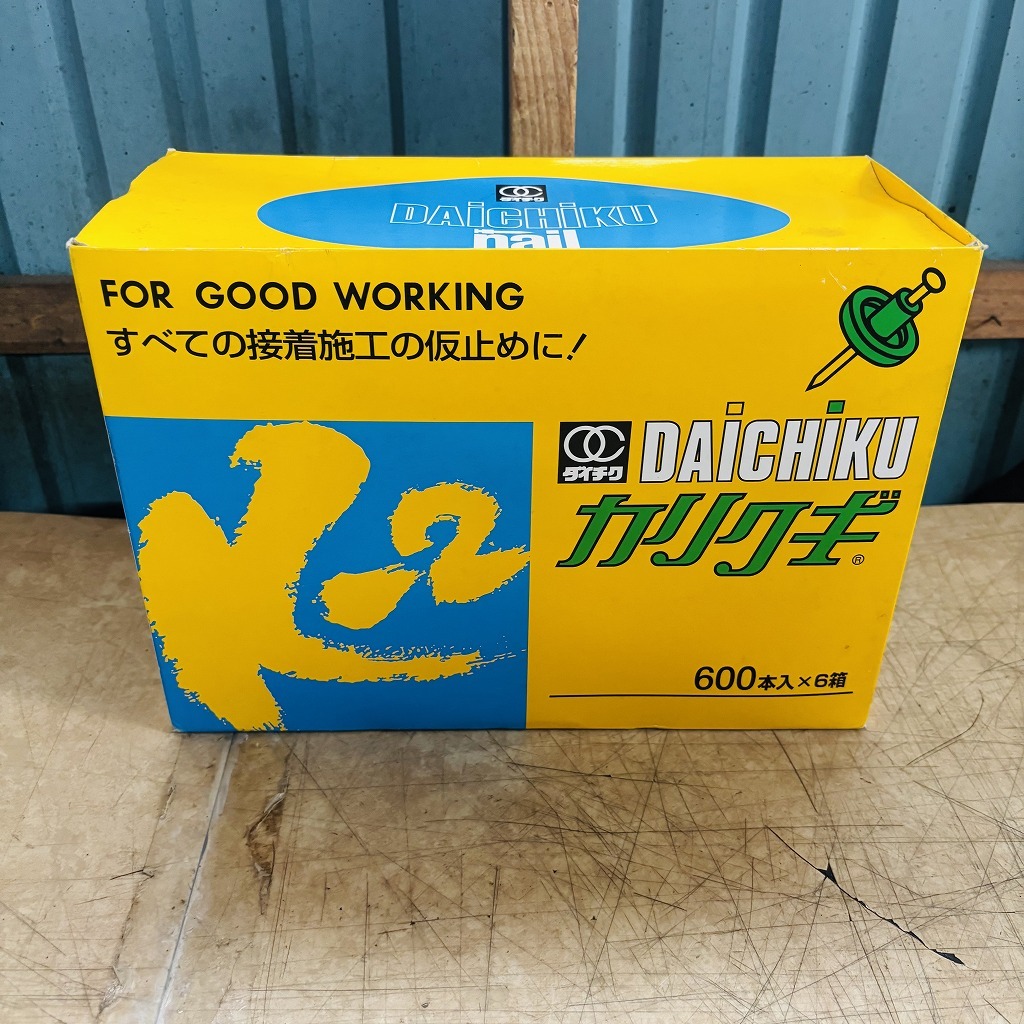 ダイチク
DAiCHiKU
nail
FOR GOOD WORKING
すべての接着施工の仮止めに!
K2
ダイチク
DAiCHiKU
カリクギ®
600本入×6箱